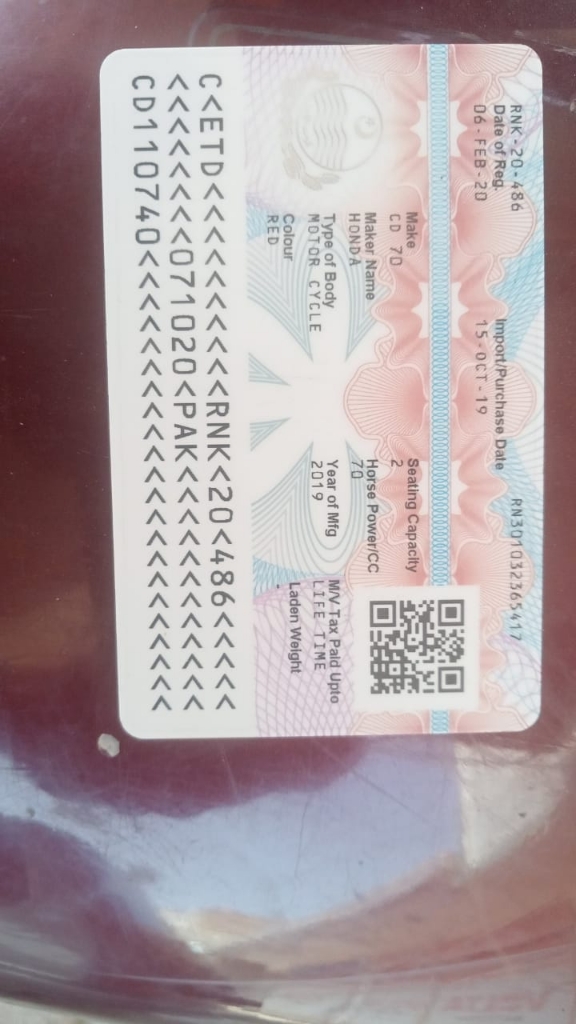 RNK-20-486
Date of Reg.
06-FEB-20
Import/Purchase Date
15-OCT-19
RN301032365417
Make
CD 70
Seating Capacity
2
Maker Name
HONDA
Horse Power/CC
70
Type of Body
MOTOR CYCLE
Year of Mfg
2019
M/V-Tax Paid Upto
LIFE TIME
Colour
RED
Laden Weight
C<ETD<<<<<<<<<<RNK<20<486<<<<<
<<<<<<<<071020<PAK<<<<<<<<<<<<
CD110740<<<<<<<<<<<<<<<<<<<<<<